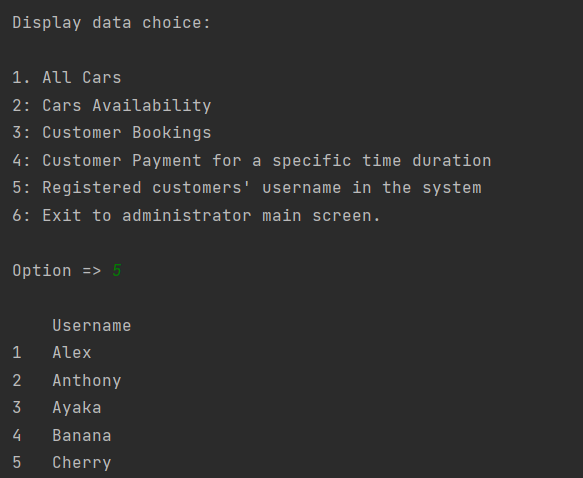 Display data choice:
1. All Cars
2: Cars Availability
3: Customer Bookings
4: Customer Payment for a specific time duration
5: Registered customers' username in the system
6: Exit to administrator main screen.
Option => 5
Username
1 Alex
2 Anthony
3 Ayaka
4 Banana
5 Cherry